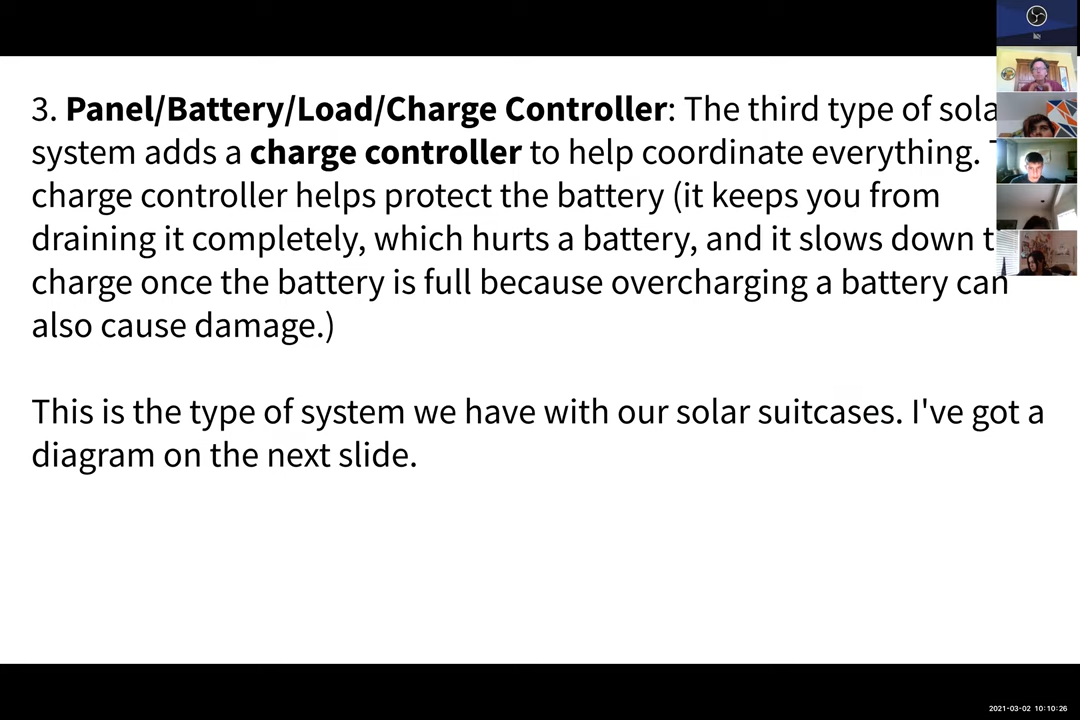 3. Panel/Battery/Load/Charge Controller: The third type of sola
system adds a charge controller to help coordinate everything.
charge controller helps protect the battery (it keeps you from
draining it completely, which hurts a battery, and it slows down t
charge once the battery is full because overcharging a battery can
also cause damage.)
This is the type of system we have with our solar suitcases. I've got a
diagram on the next slide.
2021-03-02 10:10:26